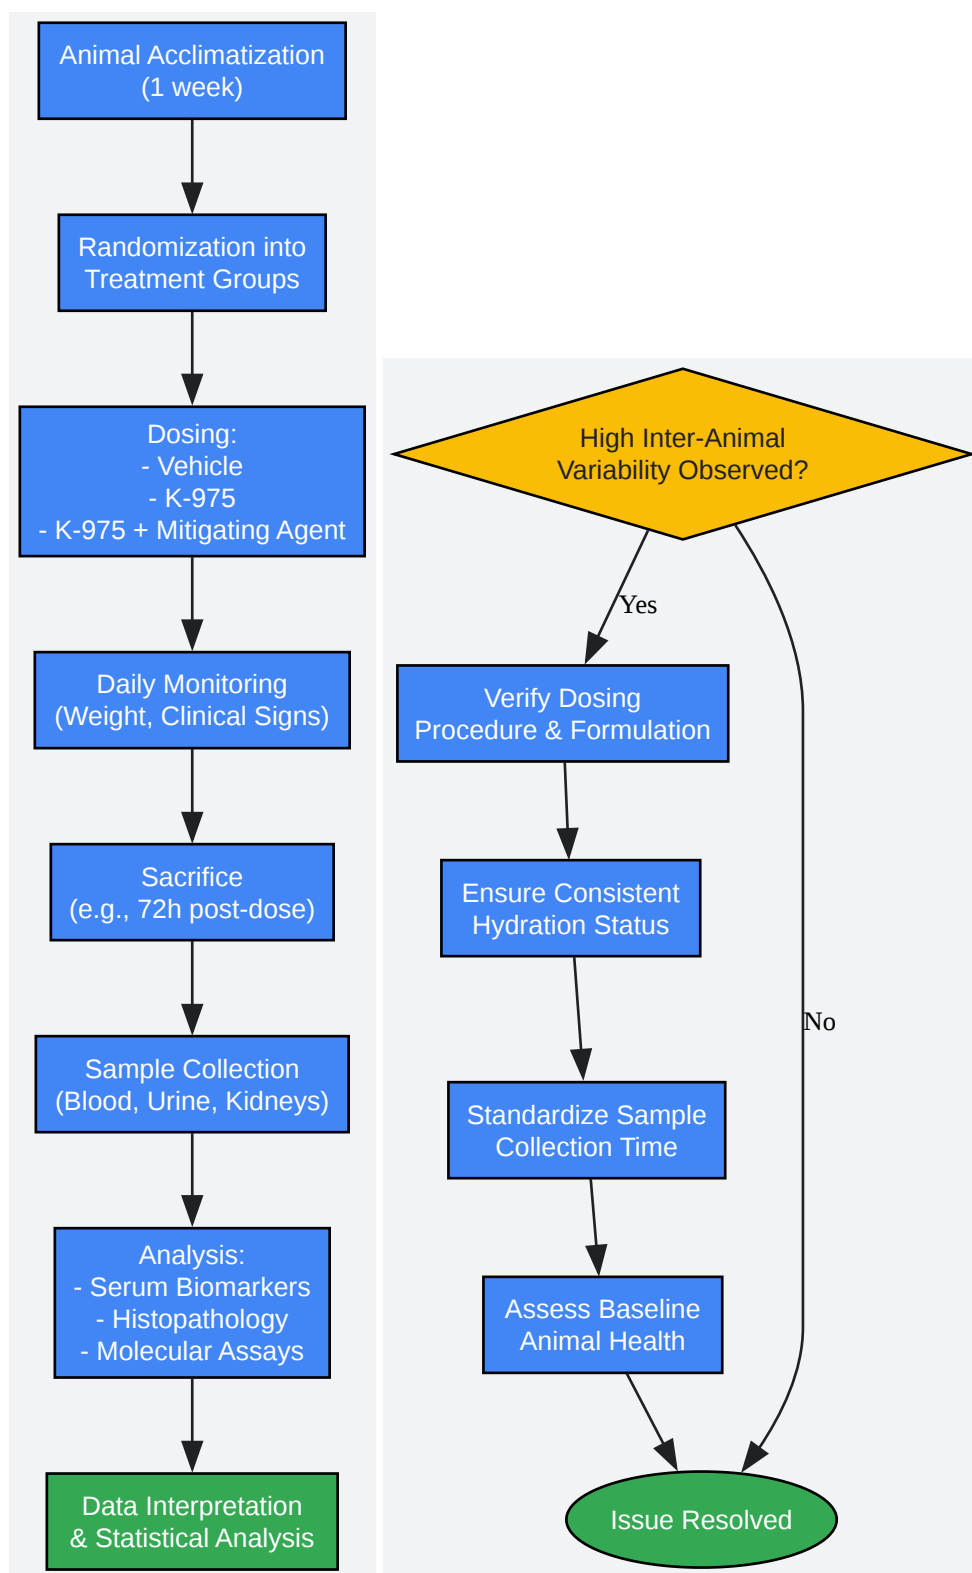 Animal Acclimatization
(1 week)
Randomization into
Treatment Groups
Dosing:
- Vehicle
- K-975
- K-975 + Mitigating Agent
Daily Monitoring
(Weight, Clinical Signs)
Sacrifice
(e.g., 72h post-dose)
Sample Collection
(Blood, Urine, Kidneys)
Analysis:
- Serum Biomarkers
- Histopathology
- Molecular Assays
Data Interpretation
& Statistical Analysis
High Inter-Animal
Variability Observed?
Yes
Verify Dosing
Procedure & Formulation
Ensure Consistent
Hydration Status
No
Standardize Sample
Collection Time
Assess Baseline
Animal Health
Issue Resolved